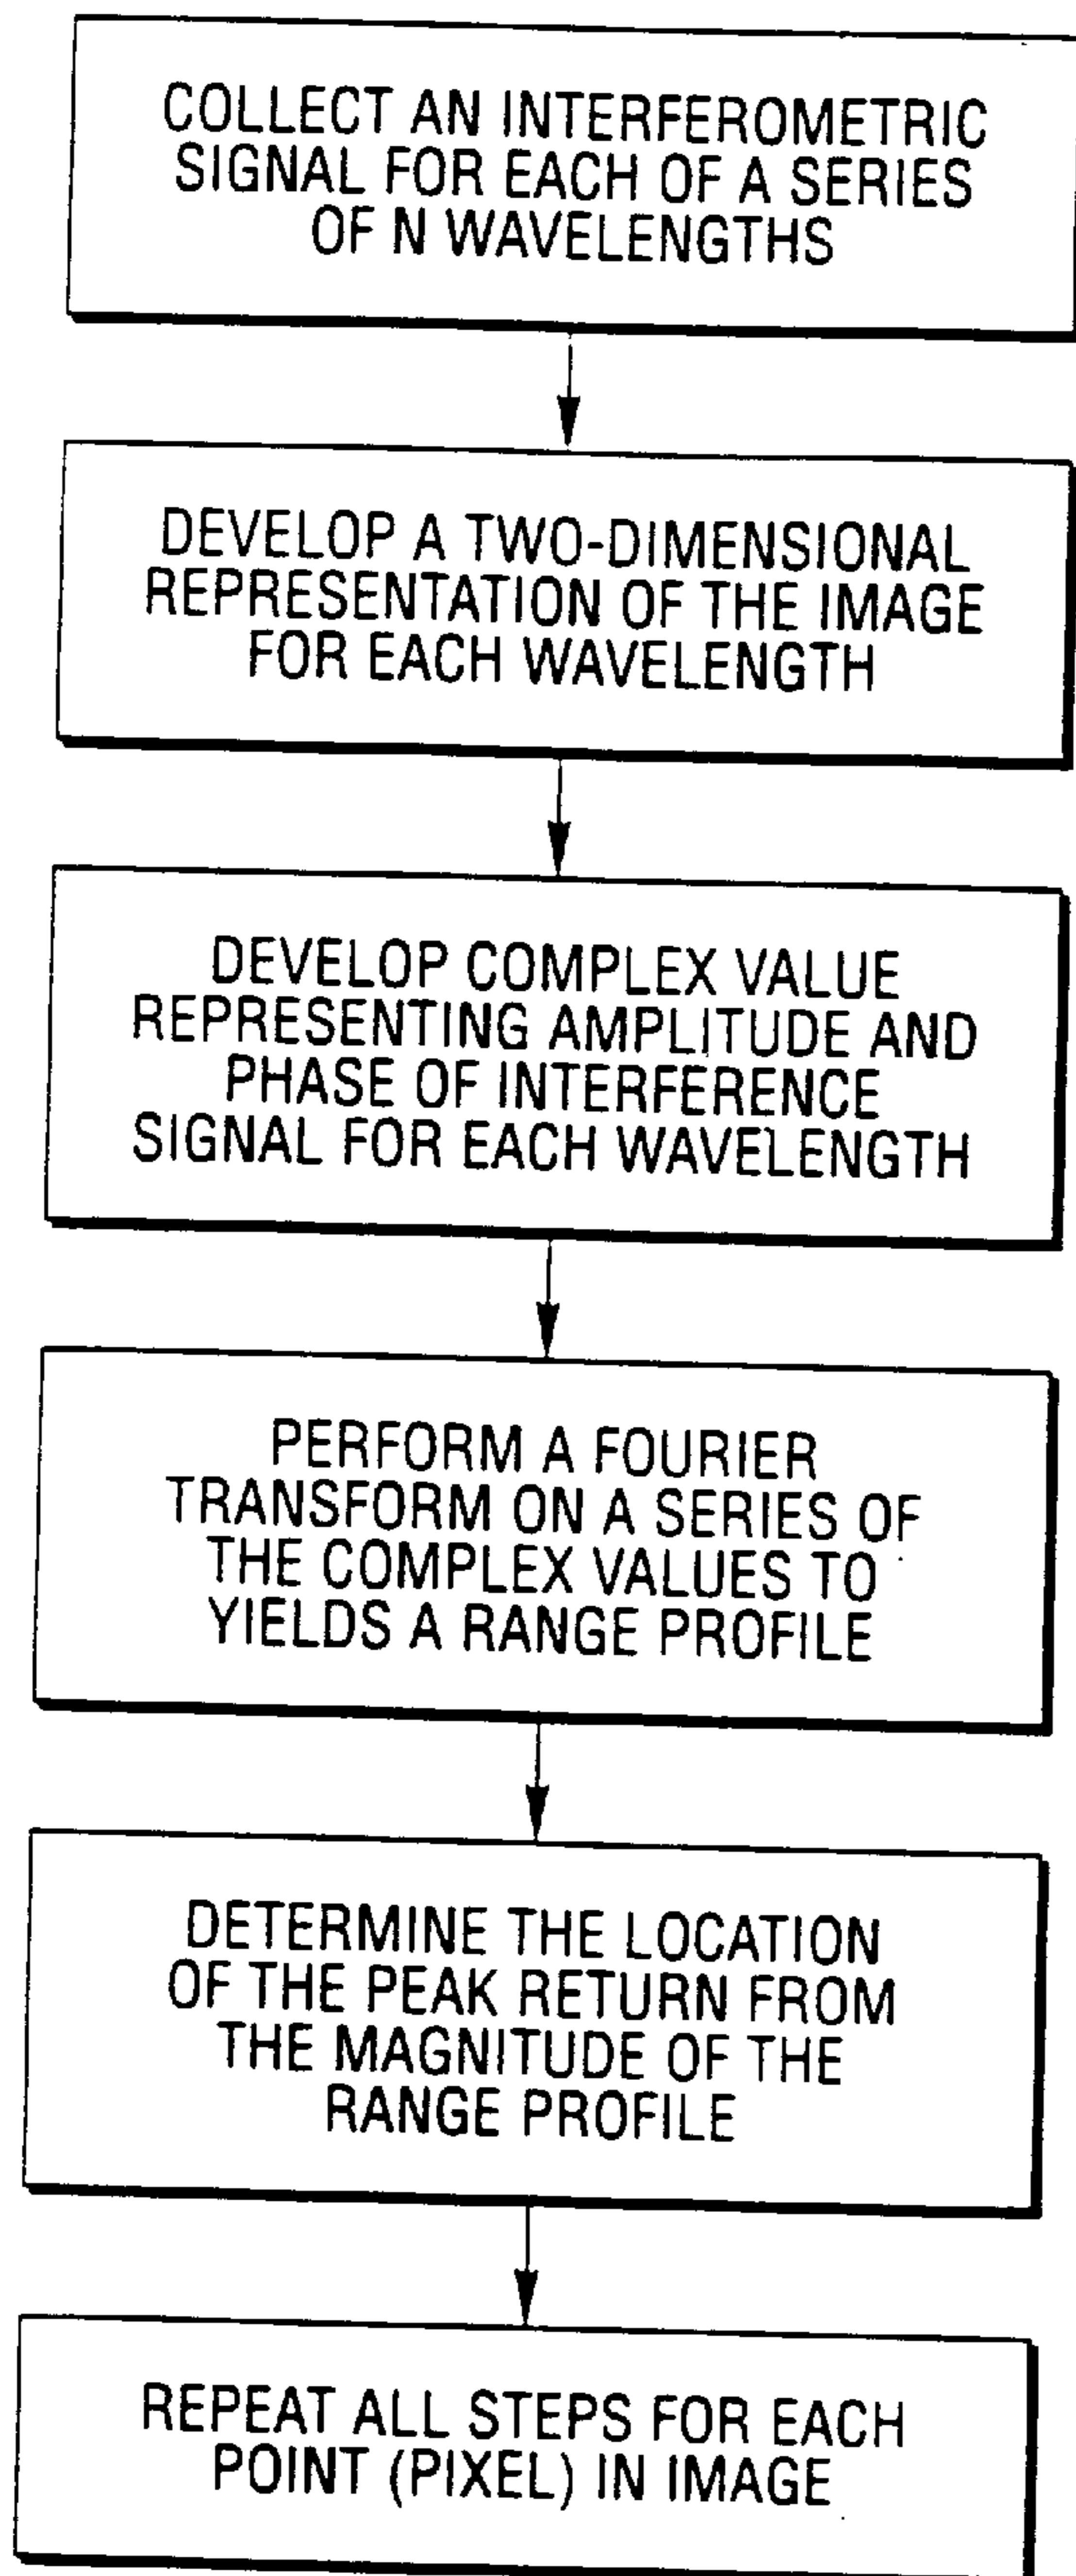 COLLECT AN INTERFEROMETRIC
SIGNAL FOR EACH OF A SERIES
OF N WAVELENGTHS
DEVELOP A TWO-DIMENSIONAL
REPRESENTATION OF THE IMAGE
FOR EACH WAVELENGTH
DEVELOP COMPLEX VALUE
REPRESENTING AMPLITUDE AND
PHASE OF INTERFERENCE
SIGNAL FOR EACH WAVELENGTH
PERFORM A FOURIER
TRANSFORM ON A SERIES OF
THE COMPLEX VALUES TO
YIELDS A RANGE PROFILE
DETERMINE THE LOCATION
OF THE PEAK RETURN FROM
THE MAGNITUDE OF THE
RANGE PROFILE
REPEAT ALL STEPS FOR EACH
POINT (PIXEL) IN IMAGE